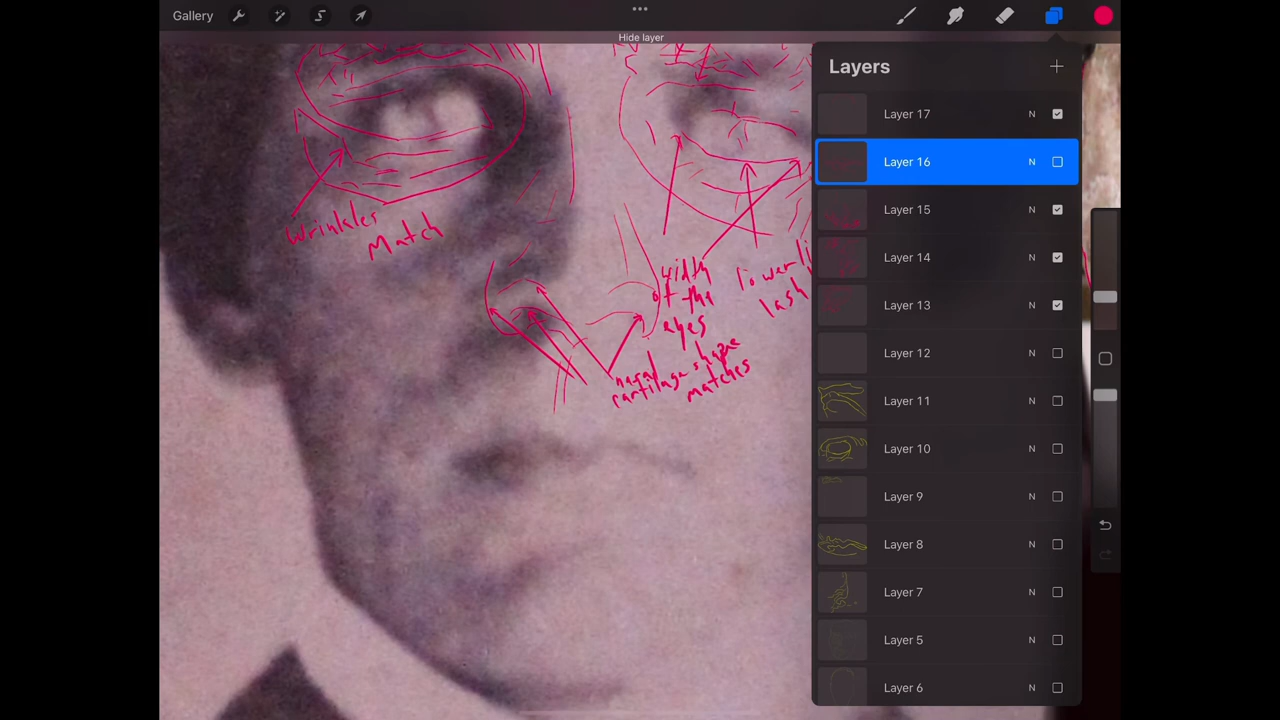 Gallery
Hide layer
Layers
Layer 17 N
Layer 16 N
Layer 15 N
Layer 14 N
Layer 13 N
Layer 12 N
Layer 11 N
Layer 10 N
Layer 9 N
Layer 8 N
Layer 7 N
Layer 5 N
Layer 6 N
wrinkles
Match
width
of the
eyes
lower
lash
nasal
cartilage shape
matches